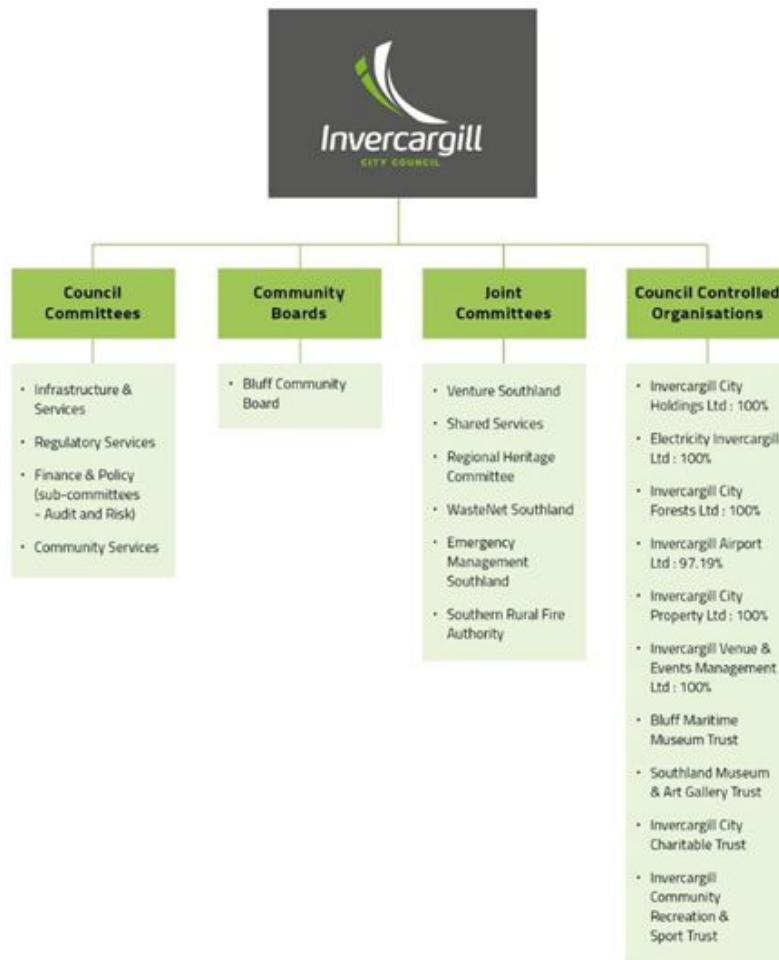 Invercargill
CITY COUNCIL
Council
Committees
• Infrastructure &
Services
• Regulatory Services
• Finance & Policy
(sub-committees
- Audit and Risk)
• Community Services
Community
Boards
• Bluff Community
Board
Joint
Committees
• Venture Southland
• Shared Services
• Regional Heritage
Committee
• WasteNet Southland
• Emergency
Management
Southland
• Southern Rural Fire
Authority
Council Controlled
Organisations
• Invercargill City
Holdings Ltd : 100%
• Electricity Invercargill
Ltd : 100%
• Invercargill City
Forests Ltd : 100%
• Invercargill Airport
Ltd : 97.19%
• Invercargill City
Property Ltd : 100%
• Invercargill Venue &
Events Management
Ltd : 100%
• Bluff Maritime
Museum Trust
• Southland Museum
& Art Gallery Trust
• Invercargill City
Charitable Trust
• Invercargill
Community
Recreation &
Sport Trust